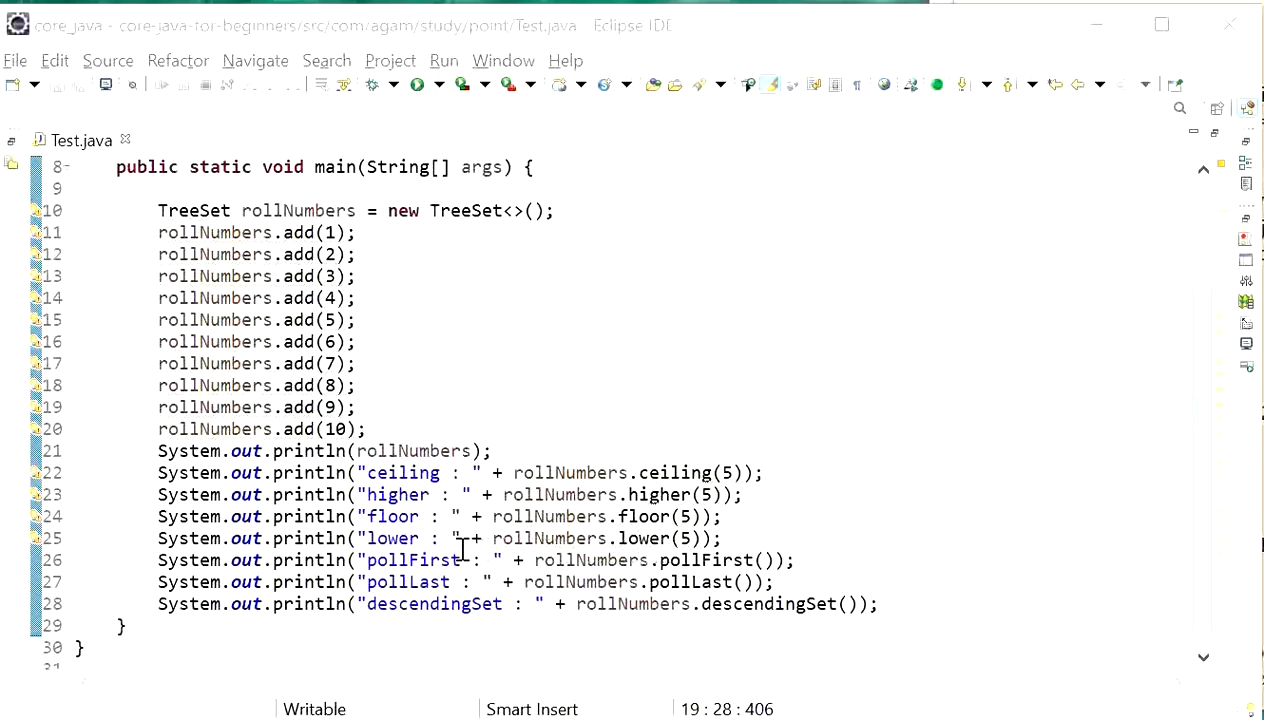 core_java - core-java-for-beginners/src/com/agam/study/point/Test.java - Eclipse IDE
File Edit Source Refactor Navigate Search Project Run Window Help
Test.java
8 public static void main(String[] args) {
9
10 TreeSet rollNumbers = new TreeSet<>();
11 rollNumbers.add(1);
12 rollNumbers.add(2);
13 rollNumbers.add(3);
14 rollNumbers.add(4);
15 rollNumbers.add(5);
16 rollNumbers.add(6);
17 rollNumbers.add(7);
18 rollNumbers.add(8);
19 rollNumbers.add(9);
20 rollNumbers.add(10);
21 System.out.println(rollNumbers);
22 System.out.println("ceiling : " + rollNumbers.ceiling(5));
23 System.out.println("higher : " + rollNumbers.higher(5));
24 System.out.println("floor : " + rollNumbers.floor(5));
25 System.out.println("lower : " + rollNumbers.lower(5));
26 System.out.println("pollFirst : " + rollNumbers.pollFirst());
27 System.out.println("pollLast : " + rollNumbers.pollLast());
28 System.out.println("descendingSet : " + rollNumbers.descendingSet());
29 }
30 }
31
Writable Smart Insert 19 : 28 : 406